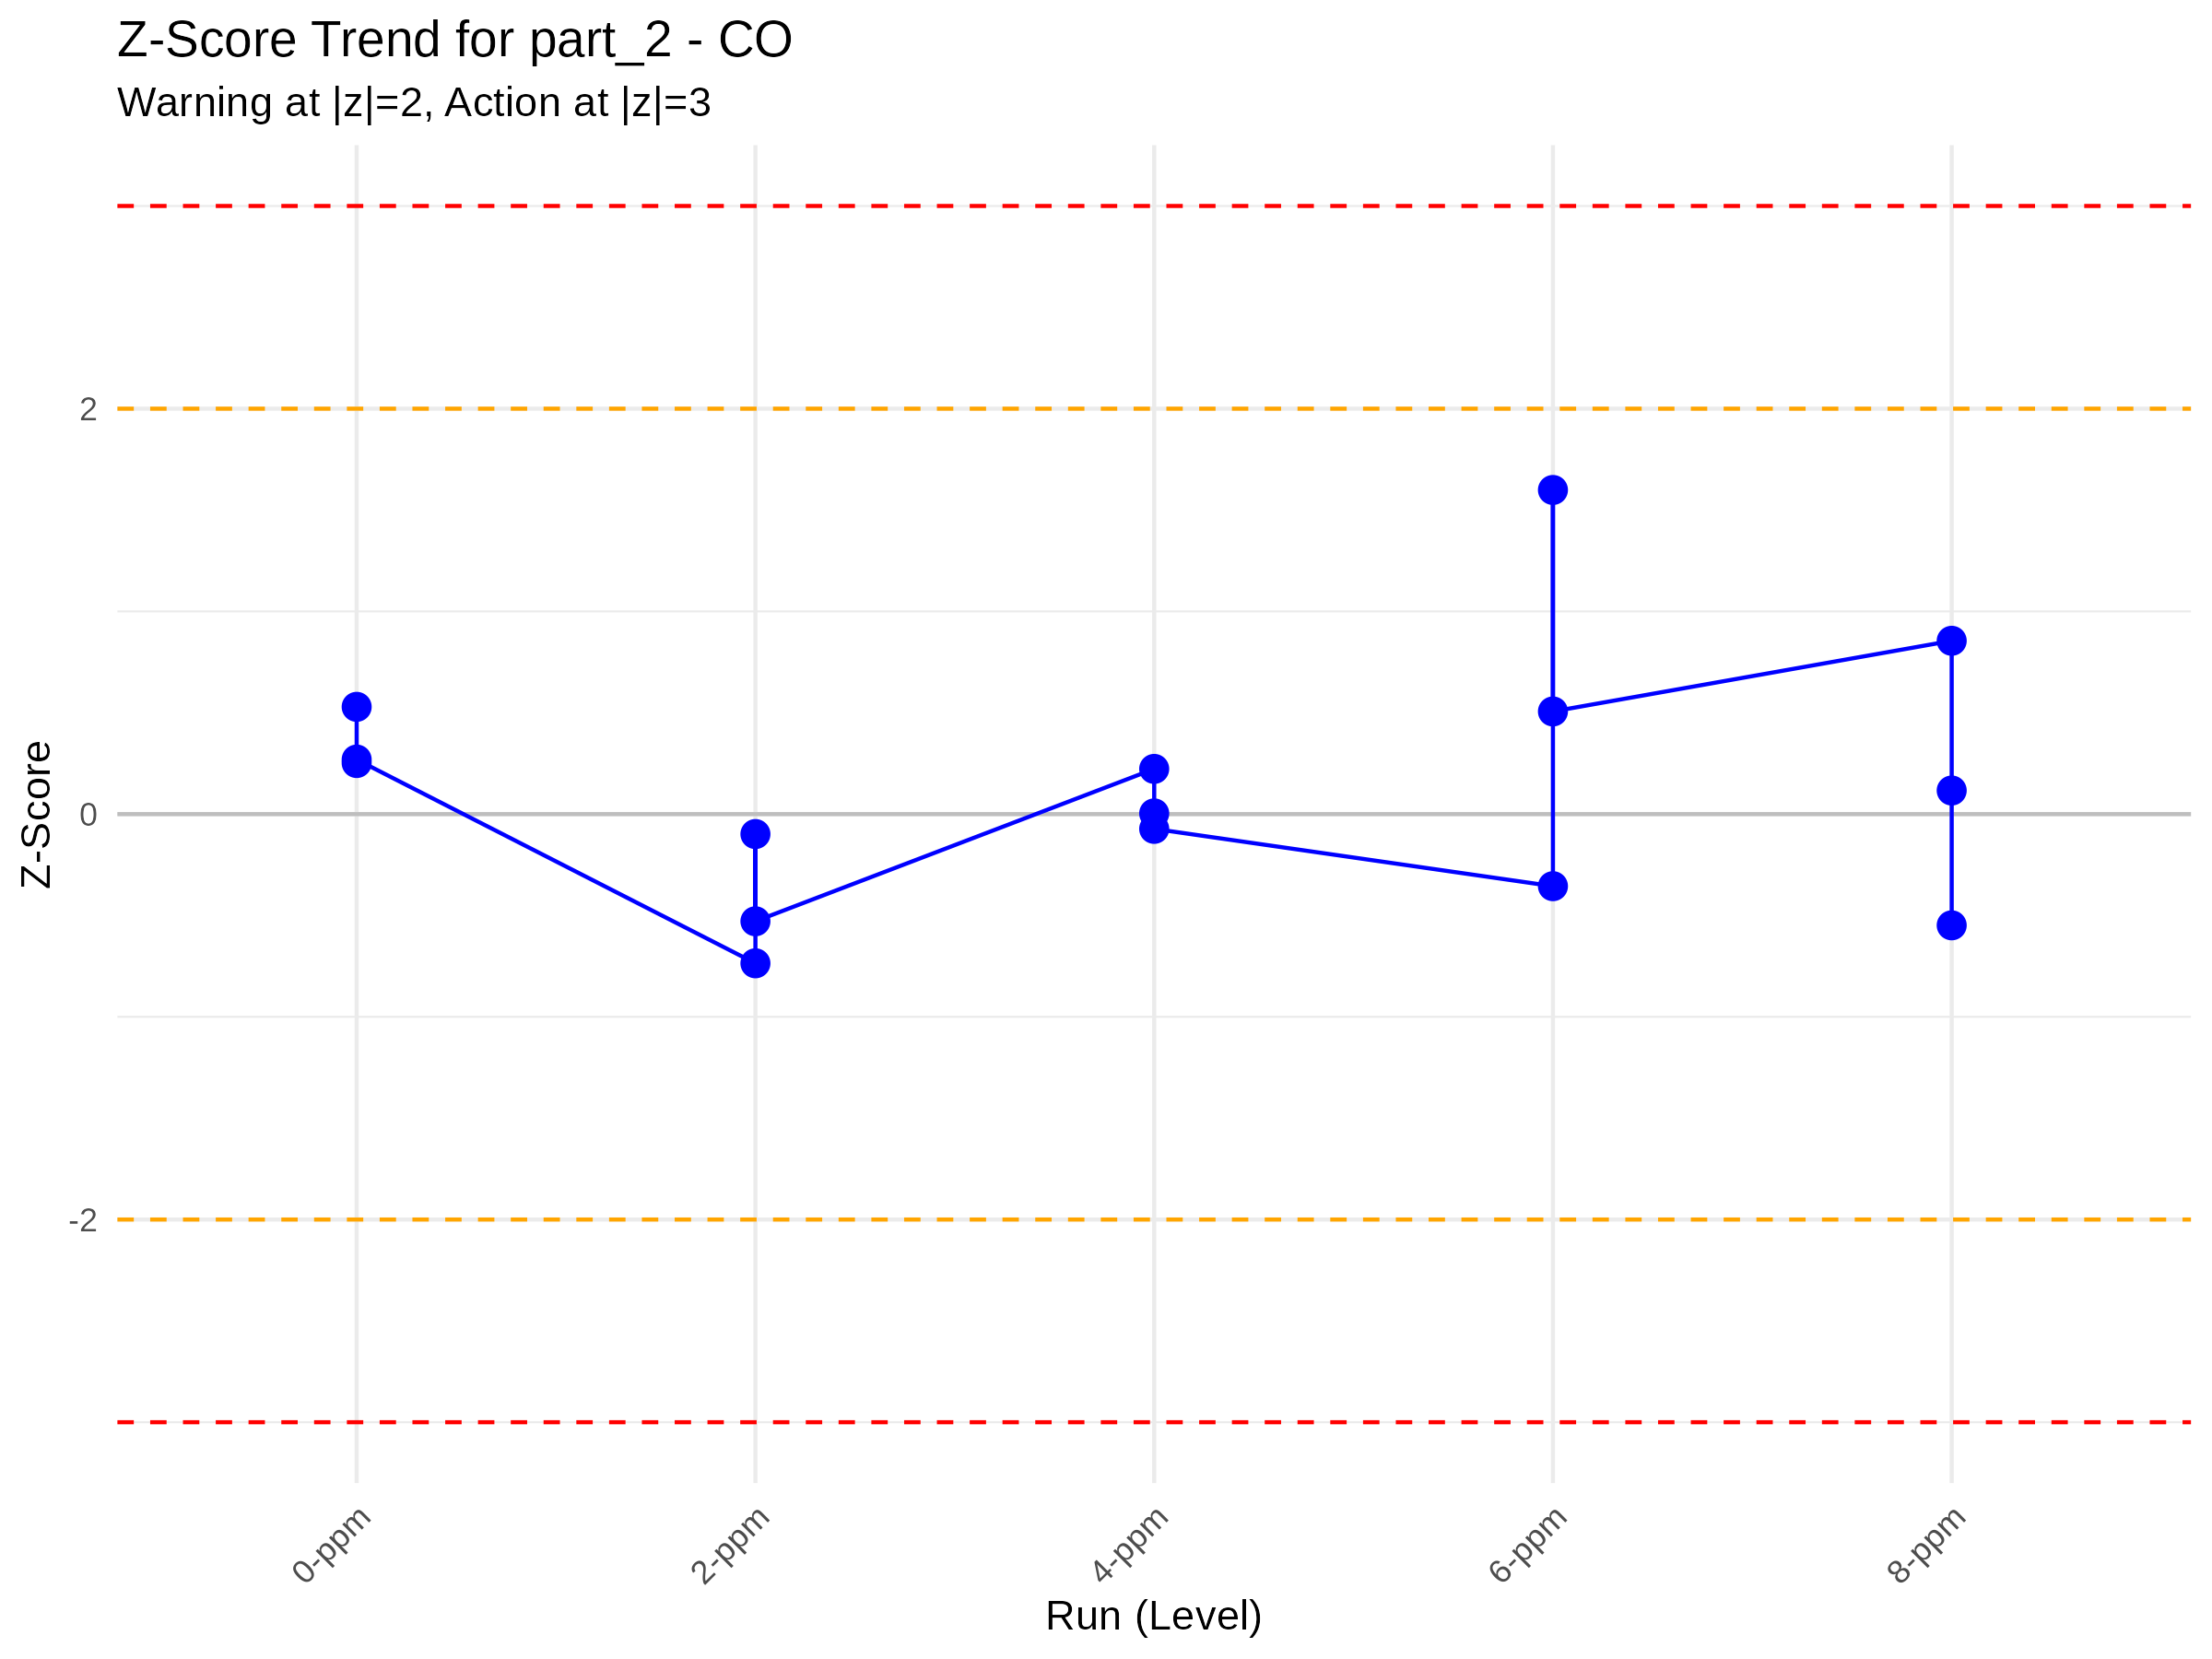 Z-Score Trend for part_2 - CO
Warning at |z|=2, Action at |z|=3
Z-Score
2
0
-2
0-ppm
2-ppm
4-ppm
6-ppm
8-ppm
Run (Level)